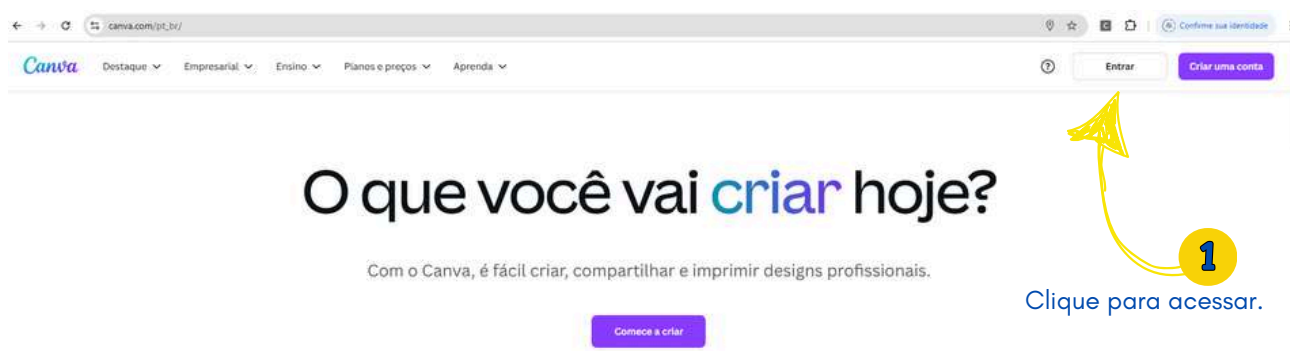 canva.com/pt_br/
Confirme sua identidade
Canva Destaque Empresarial Ensino Planos e preços Aprenda Entrar Criar uma conta
O que você vai criar hoje?
Com o Canva, é fácil criar, compartilhar e imprimir designs profissionais.
1
Clique para acessar.
Comece a criar